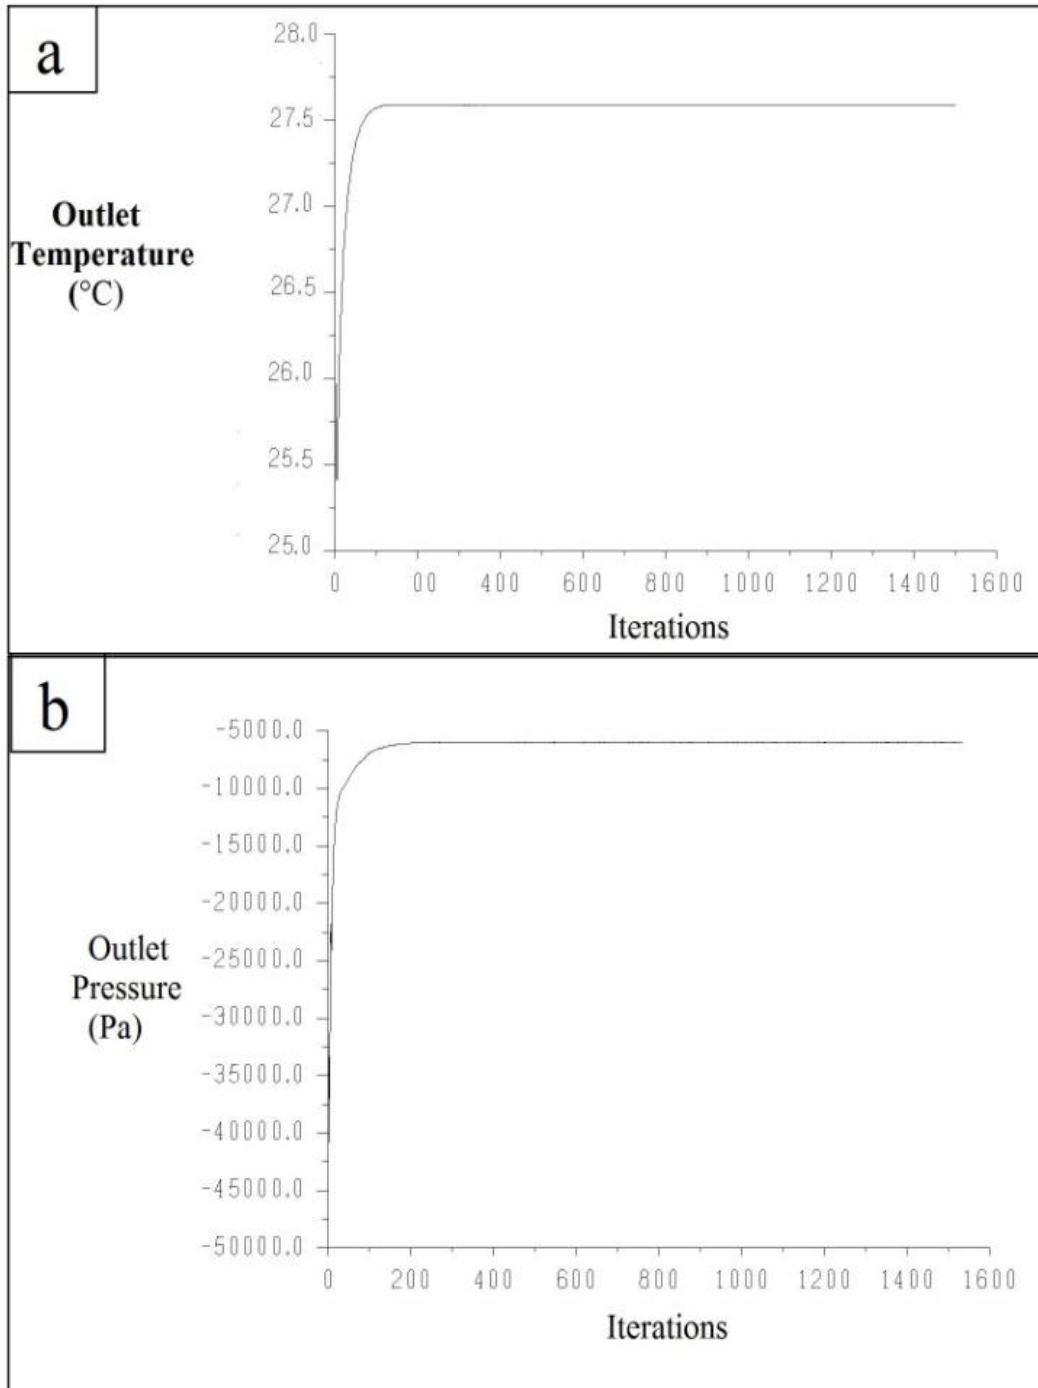 a
28.0
27.5
27.0
26.5
26.0
25.5
25.0
Outlet
Temperature
(°C)
0 00 400 600 800 1000 1200 1400 1600
Iterations
b
-5000.0
-10000.0
-15000.0
-20000.0
-25000.0
-30000.0
-35000.0
-40000.0
-45000.0
-50000.0
Outlet
Pressure
(Pa)
0 200 400 600 800 1000 1200 1400 1600
Iterations